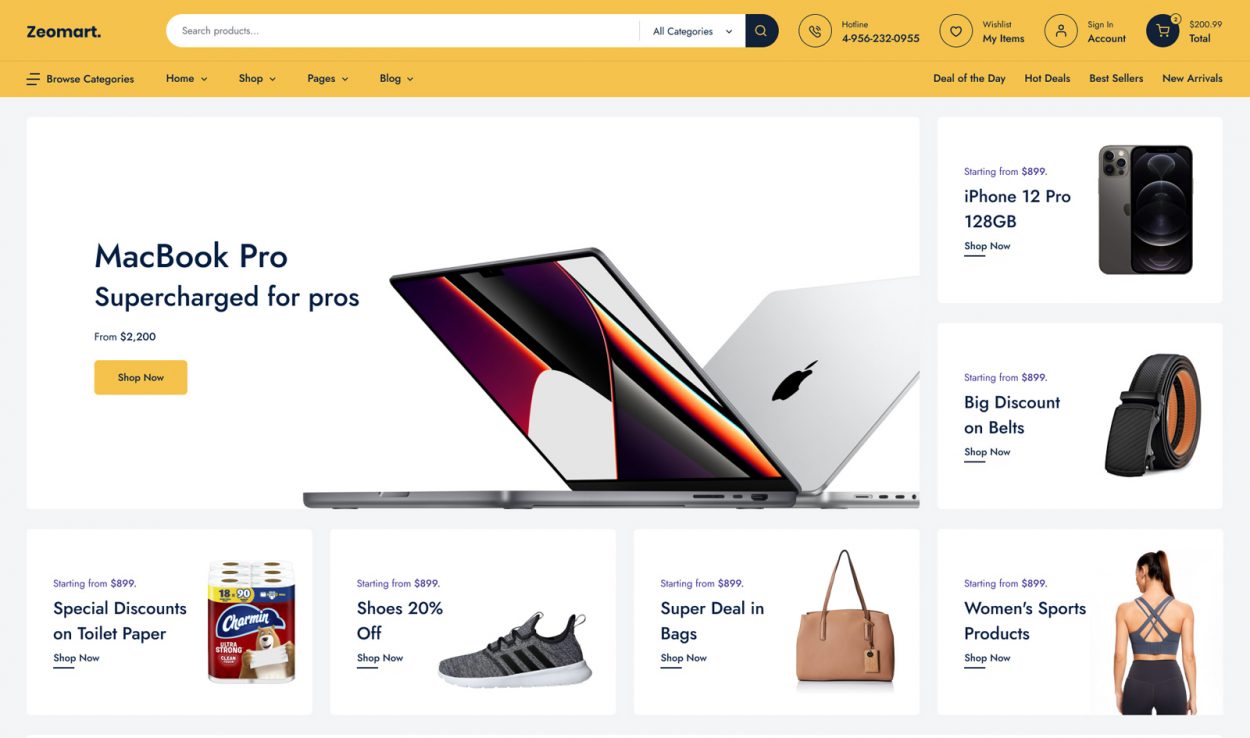 Zeomart.
Search products...
All Categories
Hotline
4-956-232-0955
Wishlist
My Items
Sign In
Account
2
$200.99
Total
Browse Categories
Home
Shop
Pages
Blog
Deal of the Day
Hot Deals
Best Sellers
New Arrivals
MacBook Pro
Supercharged for pros
From $2,200
Shop Now
Starting from $899.
iPhone 12 Pro
128GB
Shop Now
Starting from $899.
Big Discount
on Belts
Shop Now
Starting from $899.
Special Discounts
on Toilet Paper
Shop Now
18 90
Charmin
ULTRA
STRONG
CLEAN
Starting from $899.
Shoes 20%
Off
Shop Now
Starting from $899.
Super Deal in
Bags
Shop Now
Starting from $899.
Women's Sports
Products
Shop Now